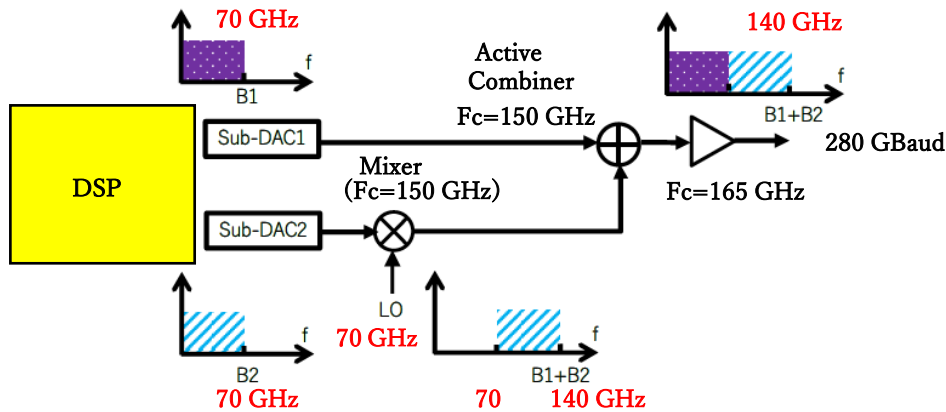 70 GHz
f
B1
Active
Combiner
Fc=150 GHz
140 GHz
f
B1+B2
DSP
Sub-DAC1
280 GBaud
Mixer
(Fc=150 GHz)
Fc=165 GHz
Sub-DAC2
LO
70 GHz
f
B2
70 GHz
f
B1+B2
70
140 GHz